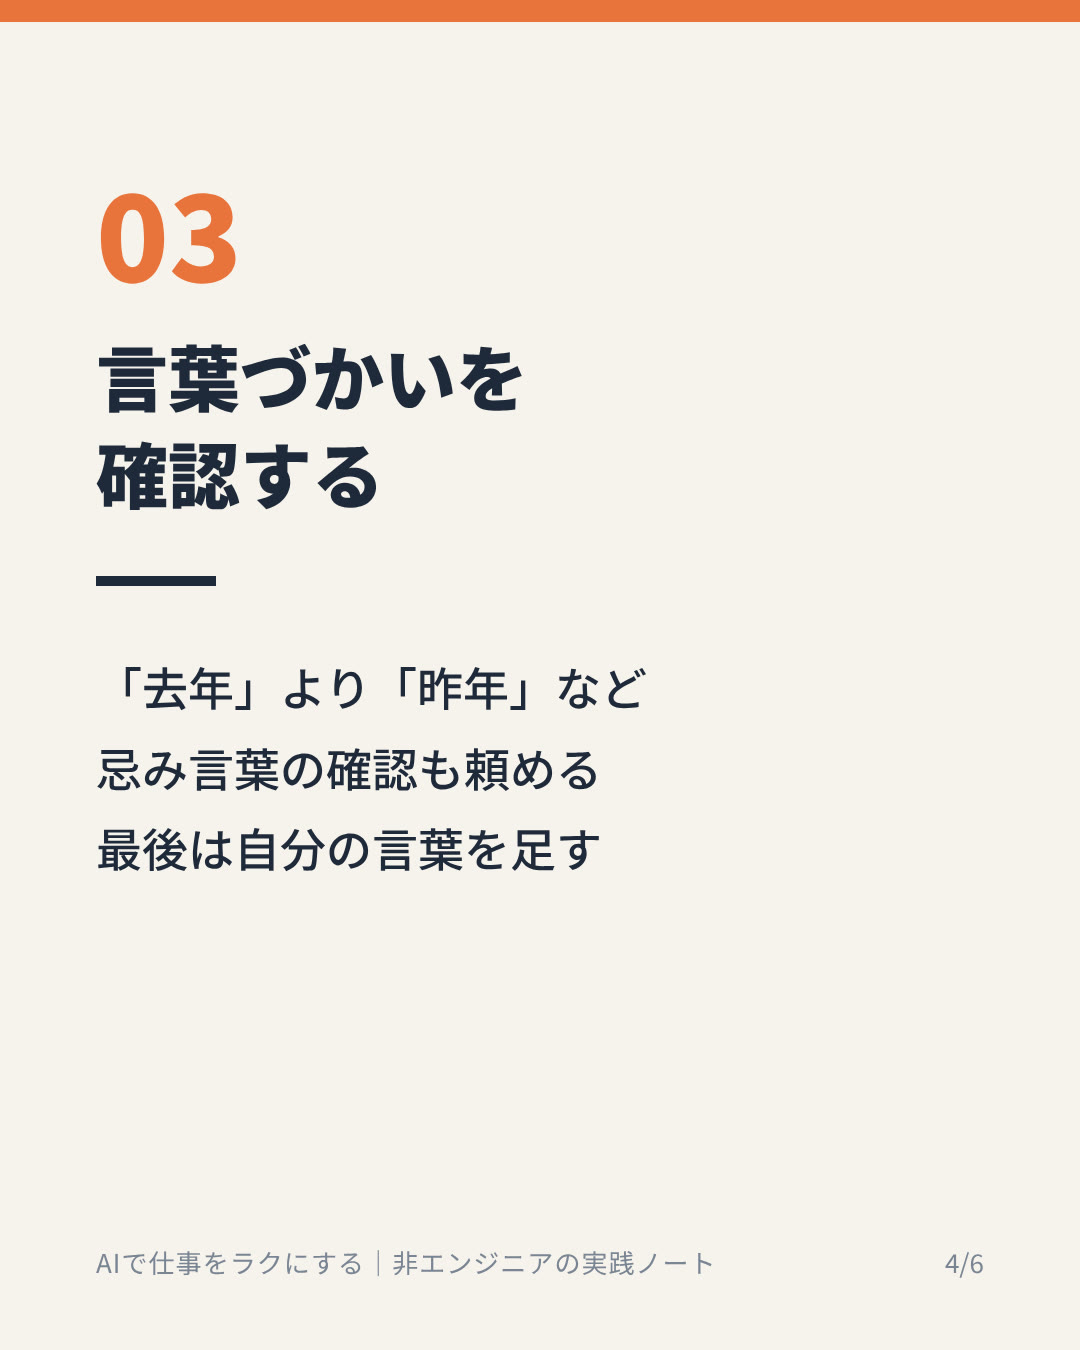 03
言葉づかいを
確認する
「去年」より「昨年」など
忌み言葉の確認も頼める
最後は自分の言葉を足す
AIで仕事をラクにする｜非エンジニアの実践ノート
4/6